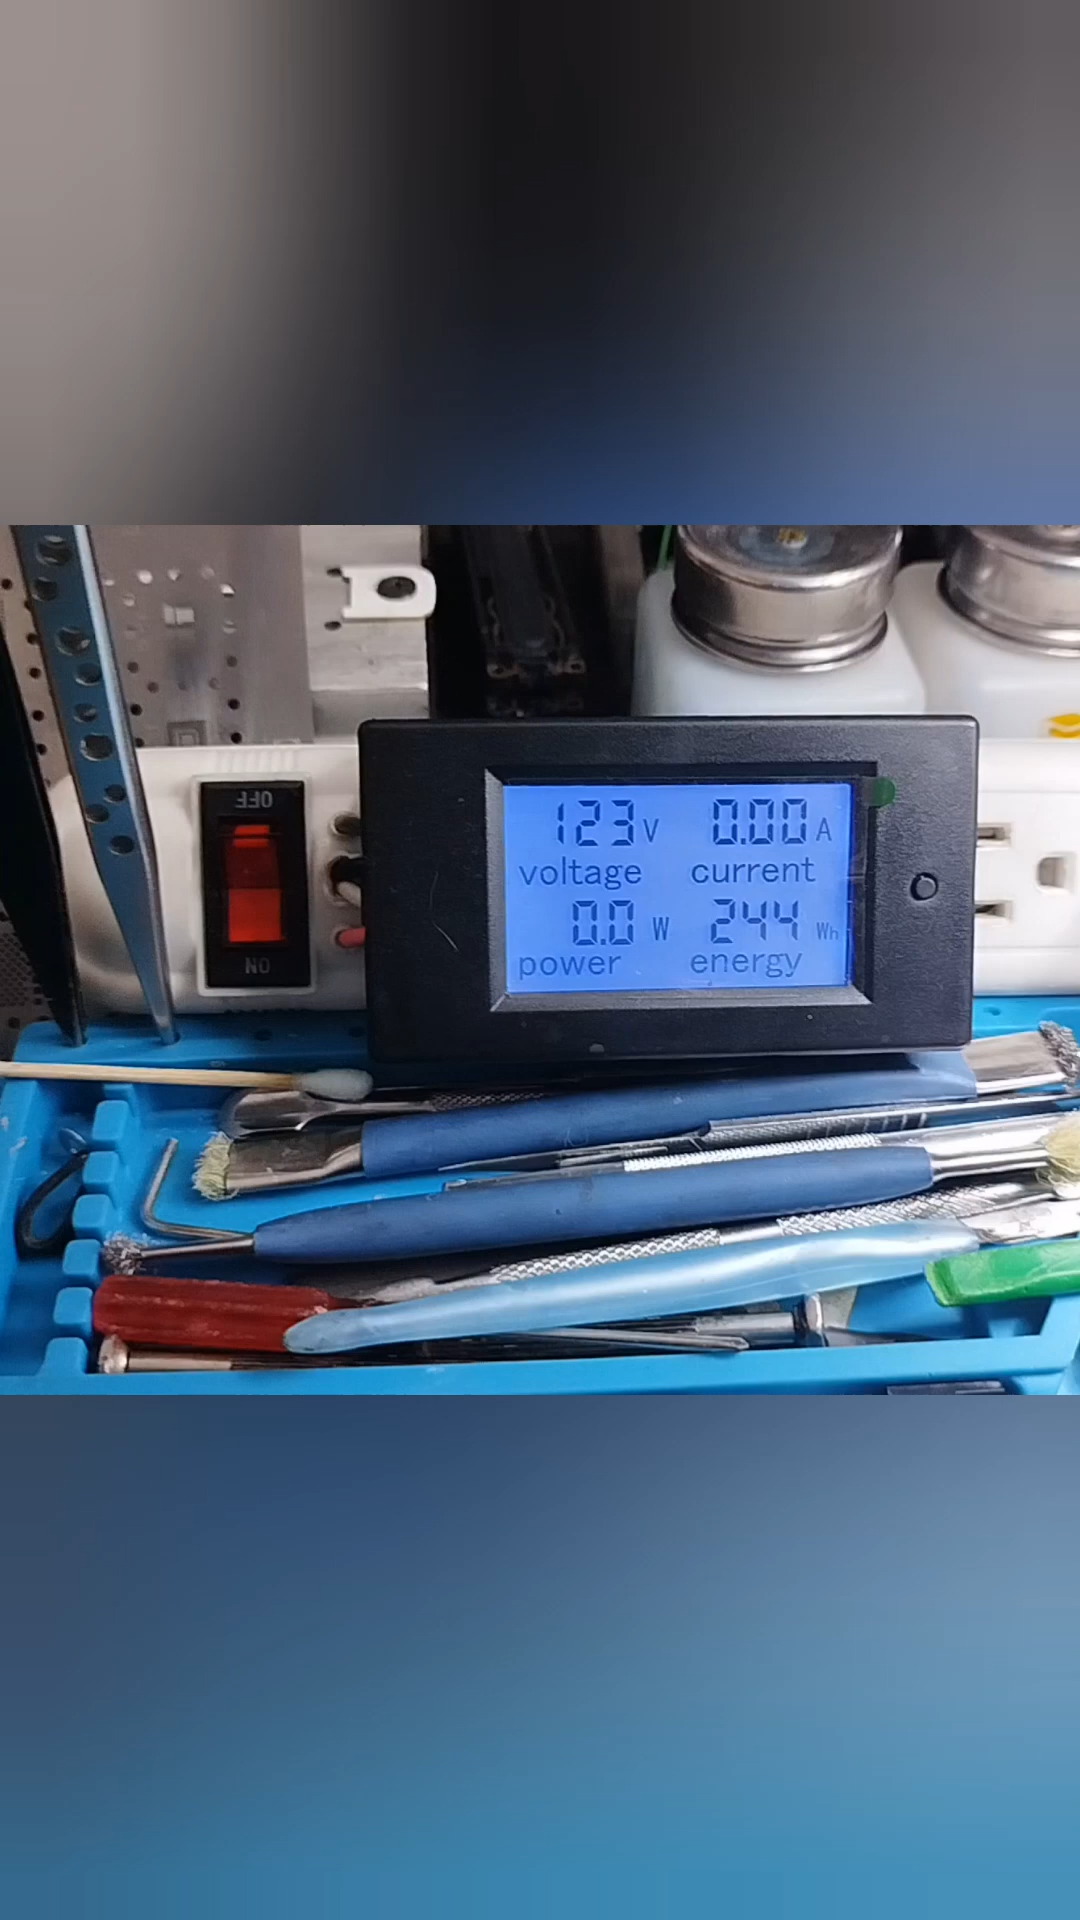 OFF
ON
123 V 0.00 A
voltage current
0.0 W 244 Wh
power energy